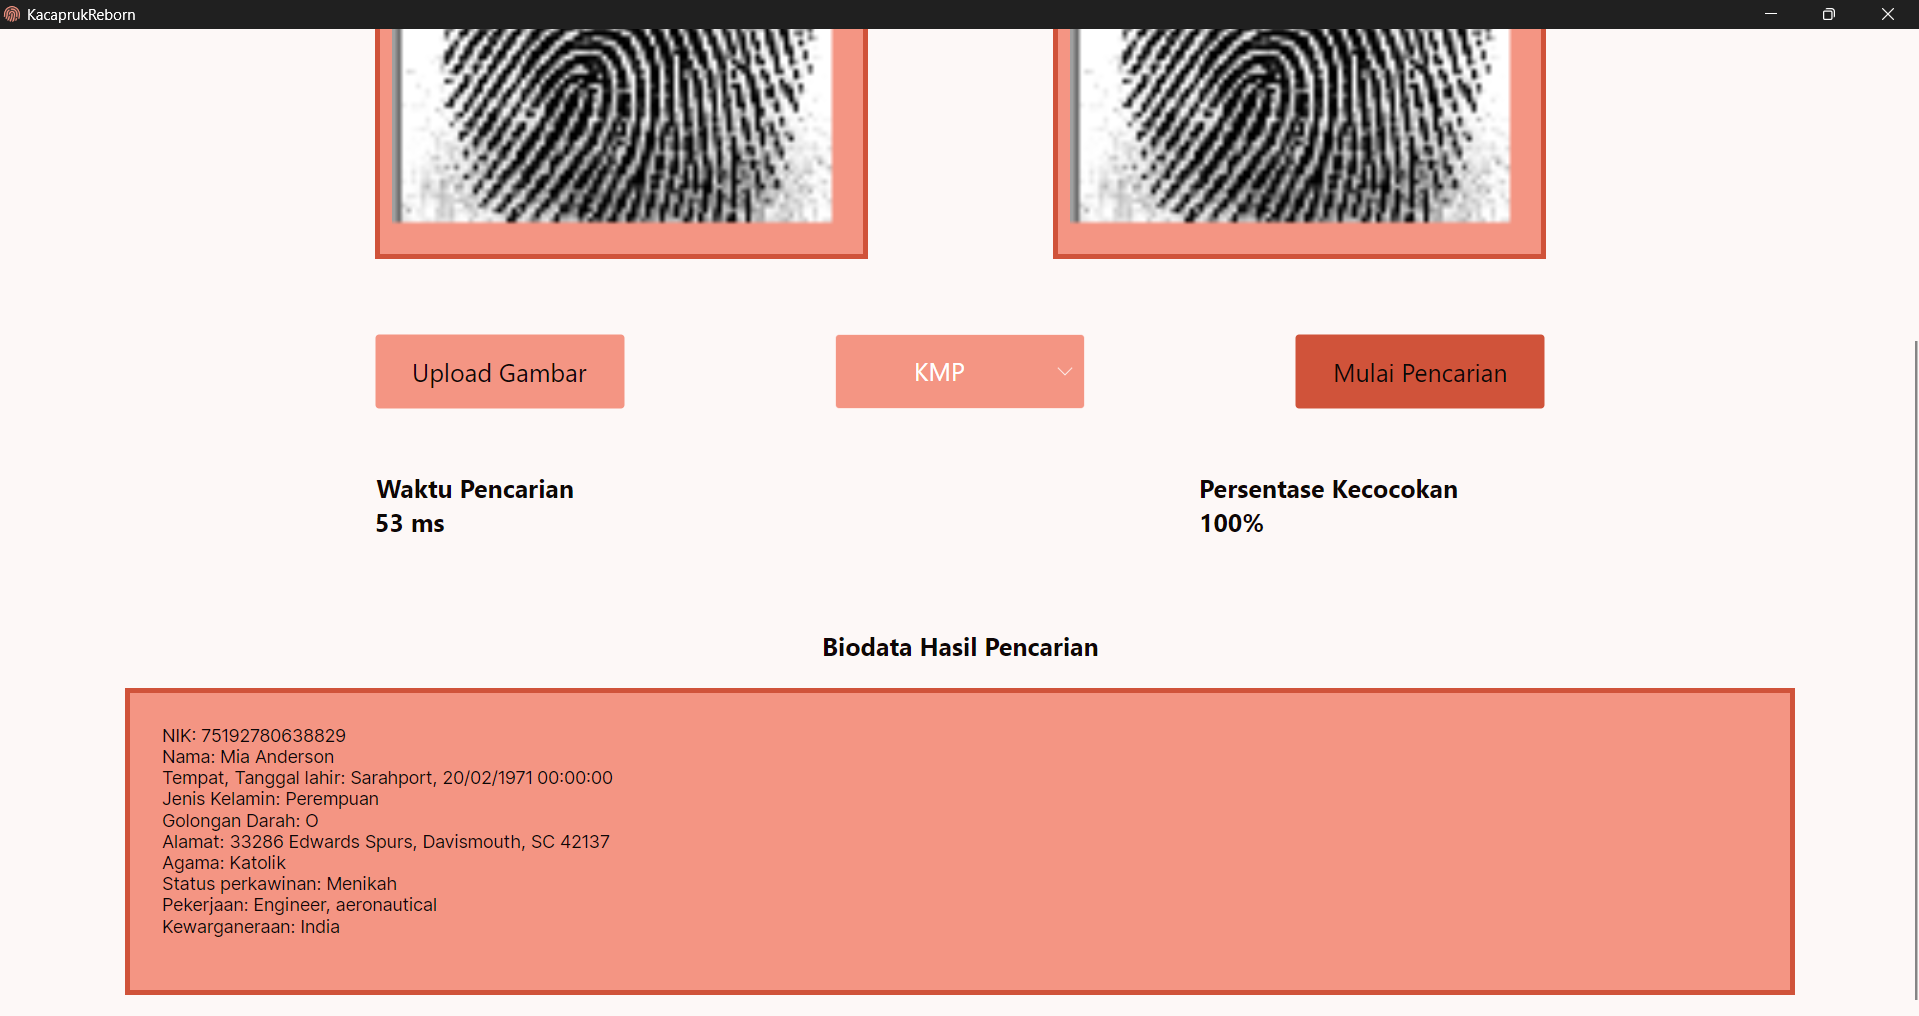 KacaprukReborn
Upload Gambar
KMP
Mulai Pencarian
Waktu Pencarian
53 ms
Persentase Kecocokan
100%
Biodata Hasil Pencarian
NIK: 75192780638829
Nama: Mia Anderson
Tempat, Tanggal lahir: Sarahport, 20/02/1971 00:00:00
Jenis Kelamin: Perempuan
Golongan Darah: O
Alamat: 33286 Edwards Spurs, Davismouth, SC 42137
Agama: Katolik
Status perkawinan: Menikah
Pekerjaan: Engineer, aeronautical
Kewarganeraan: India